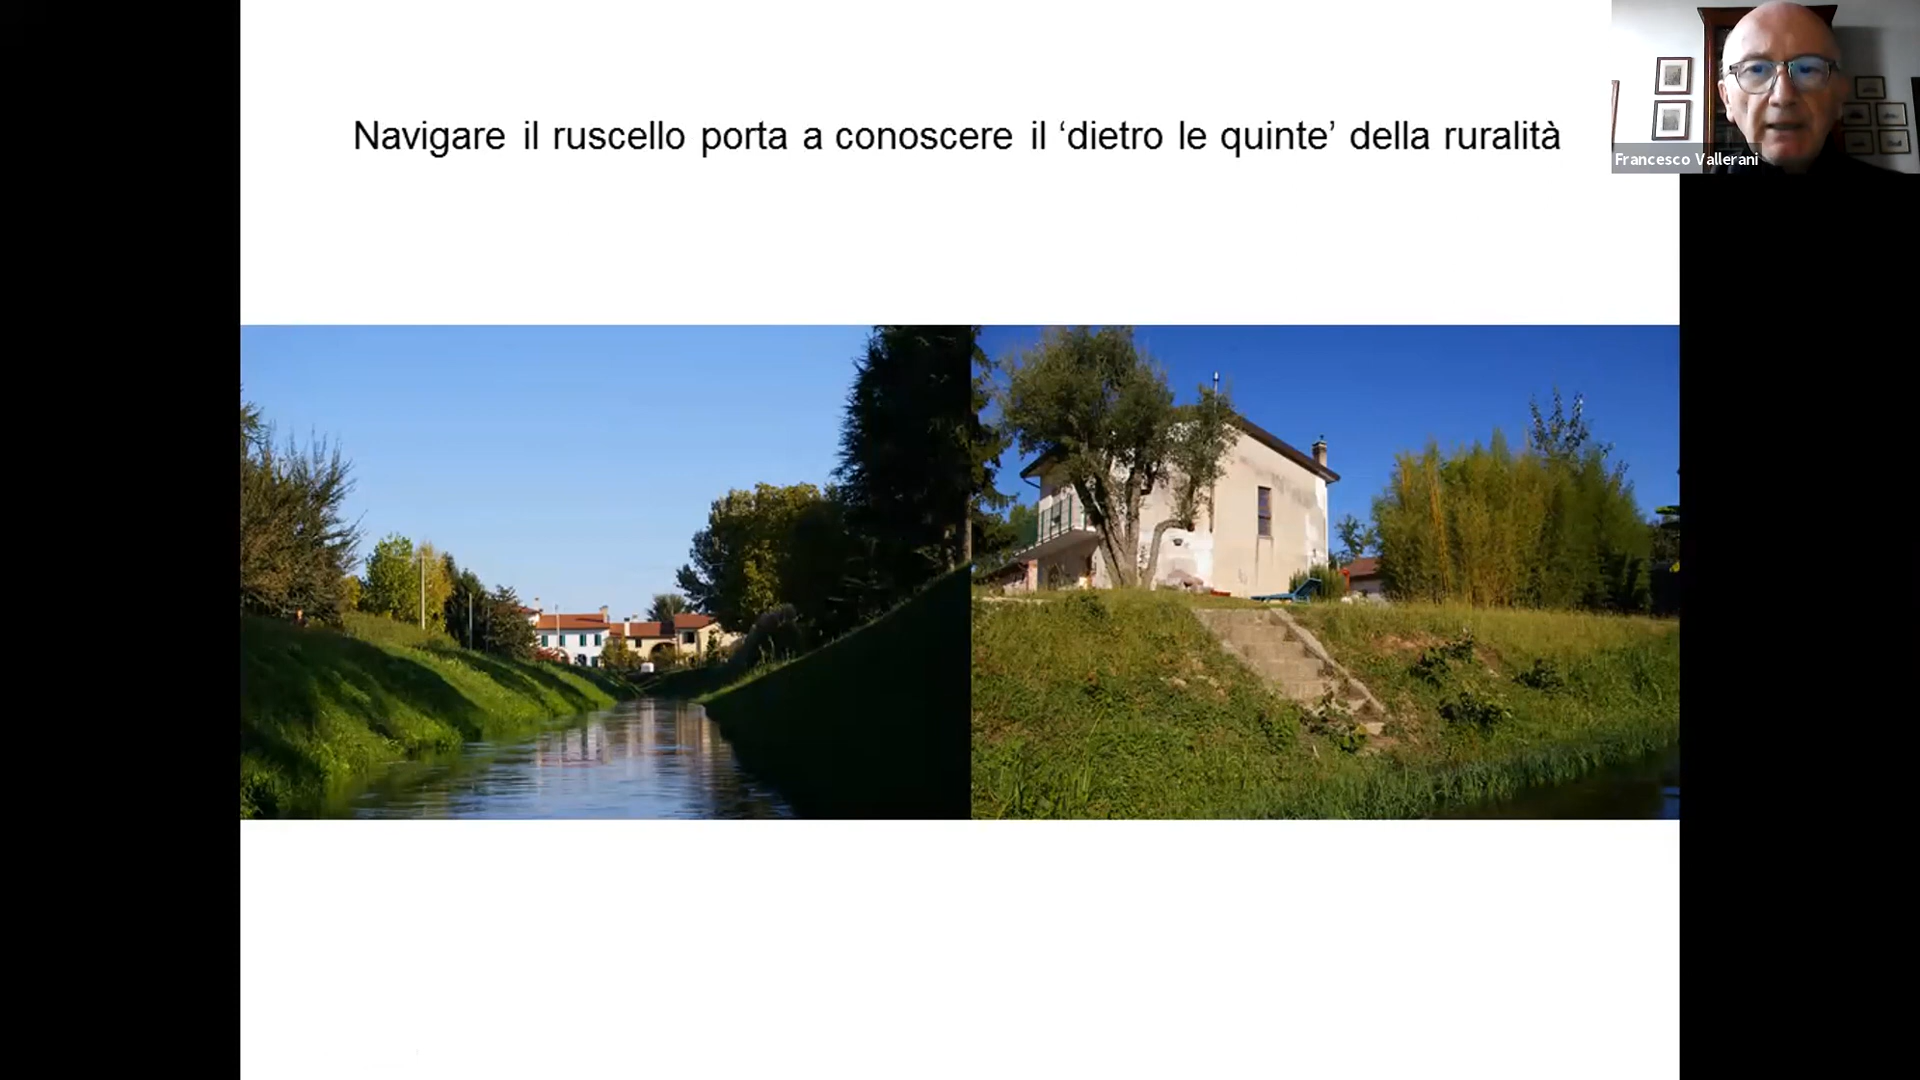 Navigare il ruscello porta a conoscere il ‘dietro le quinte’ della ruralità
Francesco Vallerani